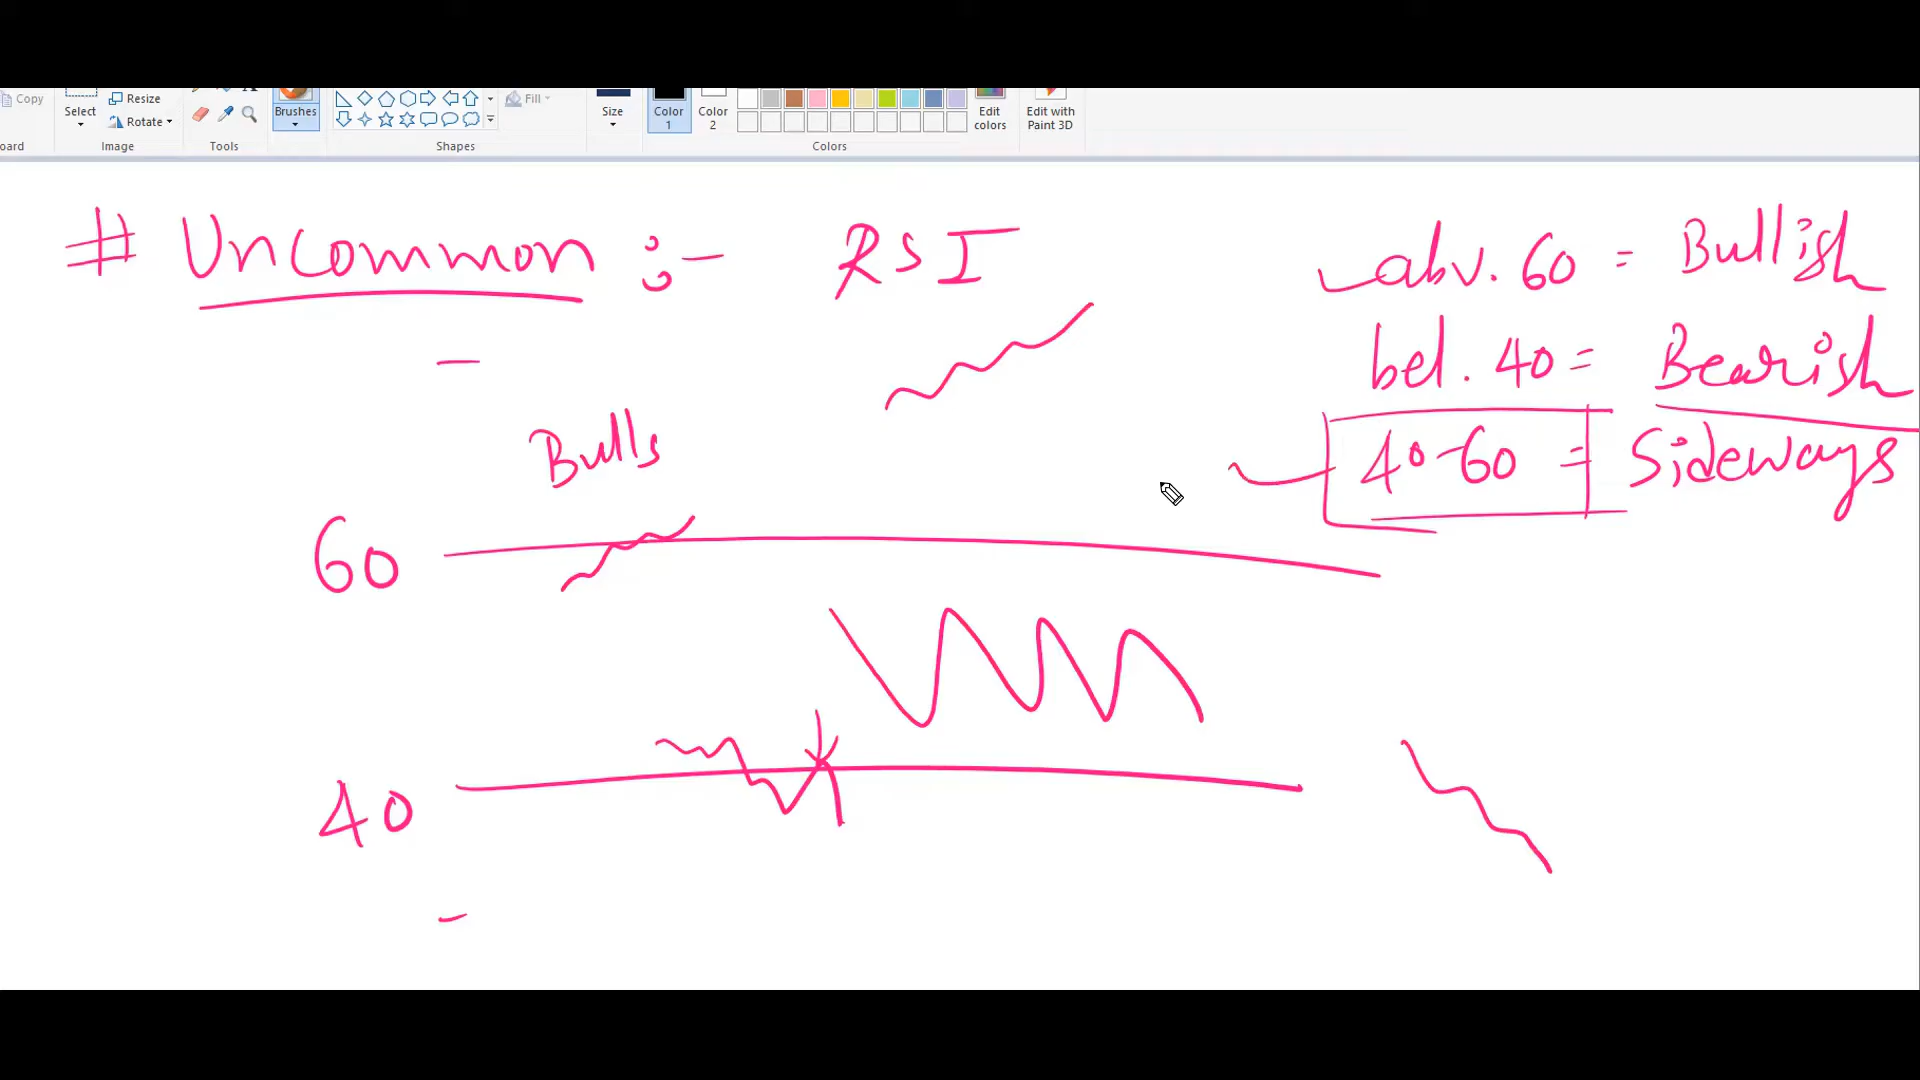 Copy
Select
Resize
Rotate
Brushes
Fill
Size
Color 1
Color 2
Edit colors
Edit with Paint 3D
oard
Image
Tools
Shapes
Colors
# Uncommon :- RSI
abv. 60 = Bullish
bel. 40 = Bearish
40-60 = Sideways
Bulls
60
40